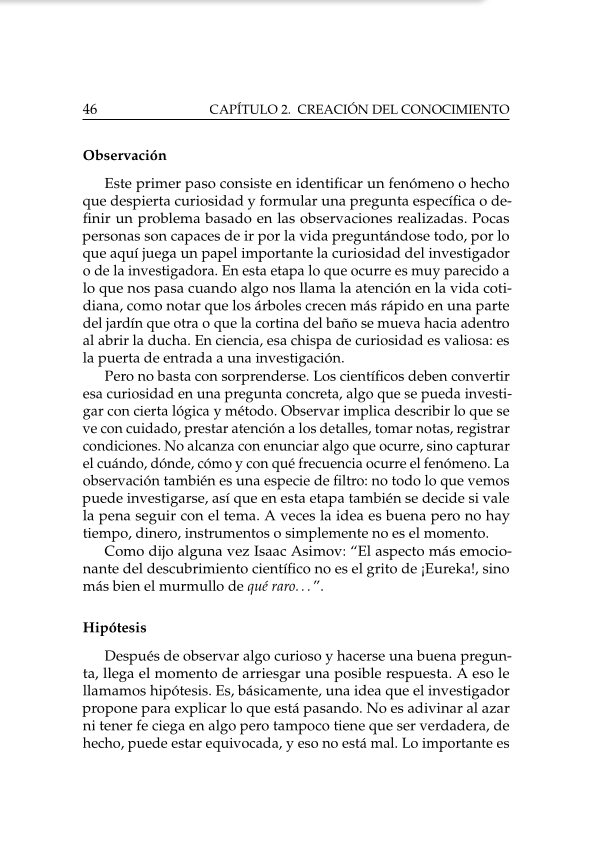 46 CAPÍTULO 2. CREACIÓN DEL CONOCIMIENTO
Observación
Este primer paso consiste en identificar un fenómeno o hecho
que despierta curiosidad y formular una pregunta específica o de-
finir un problema basado en las observaciones realizadas. Pocas
personas son capaces de ir por la vida preguntándose todo, por lo
que aquí juega un papel importante la curiosidad del investigador
o de la investigadora. En esta etapa lo que ocurre es muy parecido a
lo que nos pasa cuando algo nos llama la atención en la vida coti-
diana, como notar que los árboles crecen más rápido en una parte
del jardín que otra o que la cortina del baño se mueva hacia adentro
al abrir la ducha. En ciencia, esa chispa de curiosidad es valiosa: es
la puerta de entrada a una investigación.
Pero no basta con sorprenderse. Los científicos deben convertir
esa curiosidad en una pregunta concreta, algo que se pueda investi-
gar con cierta lógica y método. Observar implica describir lo que se
ve con cuidado, prestar atención a los detalles, tomar notas, registrar
condiciones. No alcanza con enunciar algo que ocurre, sino capturar
el cuándo, dónde, cómo y con qué frecuencia ocurre el fenómeno. La
observación también es una especie de filtro: no todo lo que vemos
puede investigarse, así que en esta etapa también se decide si vale
la pena seguir con el tema. A veces la idea es buena pero no hay
tiempo, dinero, instrumentos o simplemente no es el momento.
Como dijo alguna vez Isaac Asimov: “El aspecto más emocio-
nante del descubrimiento científico no es el grito de ¡Eureka!, sino
más bien el murmullo de qué raro...”.
Hipótesis
Después de observar algo curioso y hacerse una buena pregun-
ta, llega el momento de arriesgar una posible respuesta. A eso le
llamamos hipótesis. Es, básicamente, una idea que el investigador
propone para explicar lo que está pasando. No es adivinar al azar
ni tener fe ciega en algo pero tampoco tiene que ser verdadera, de
hecho, puede estar equivocada, y eso no está mal. Lo importante es